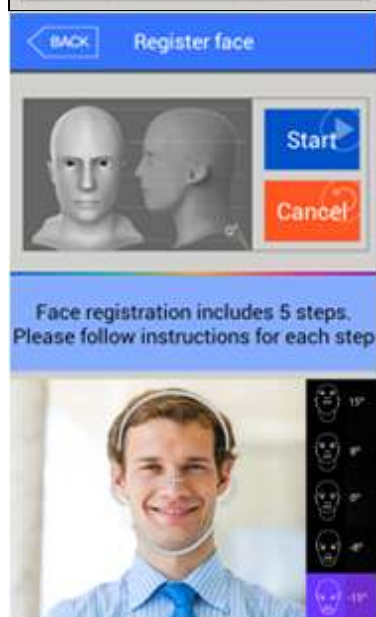 BACK
Register face
Start
Cancel
0°
Face registration includes 5 steps.
Please follow instructions for each step
15°
8°
0°
-8°
-15°